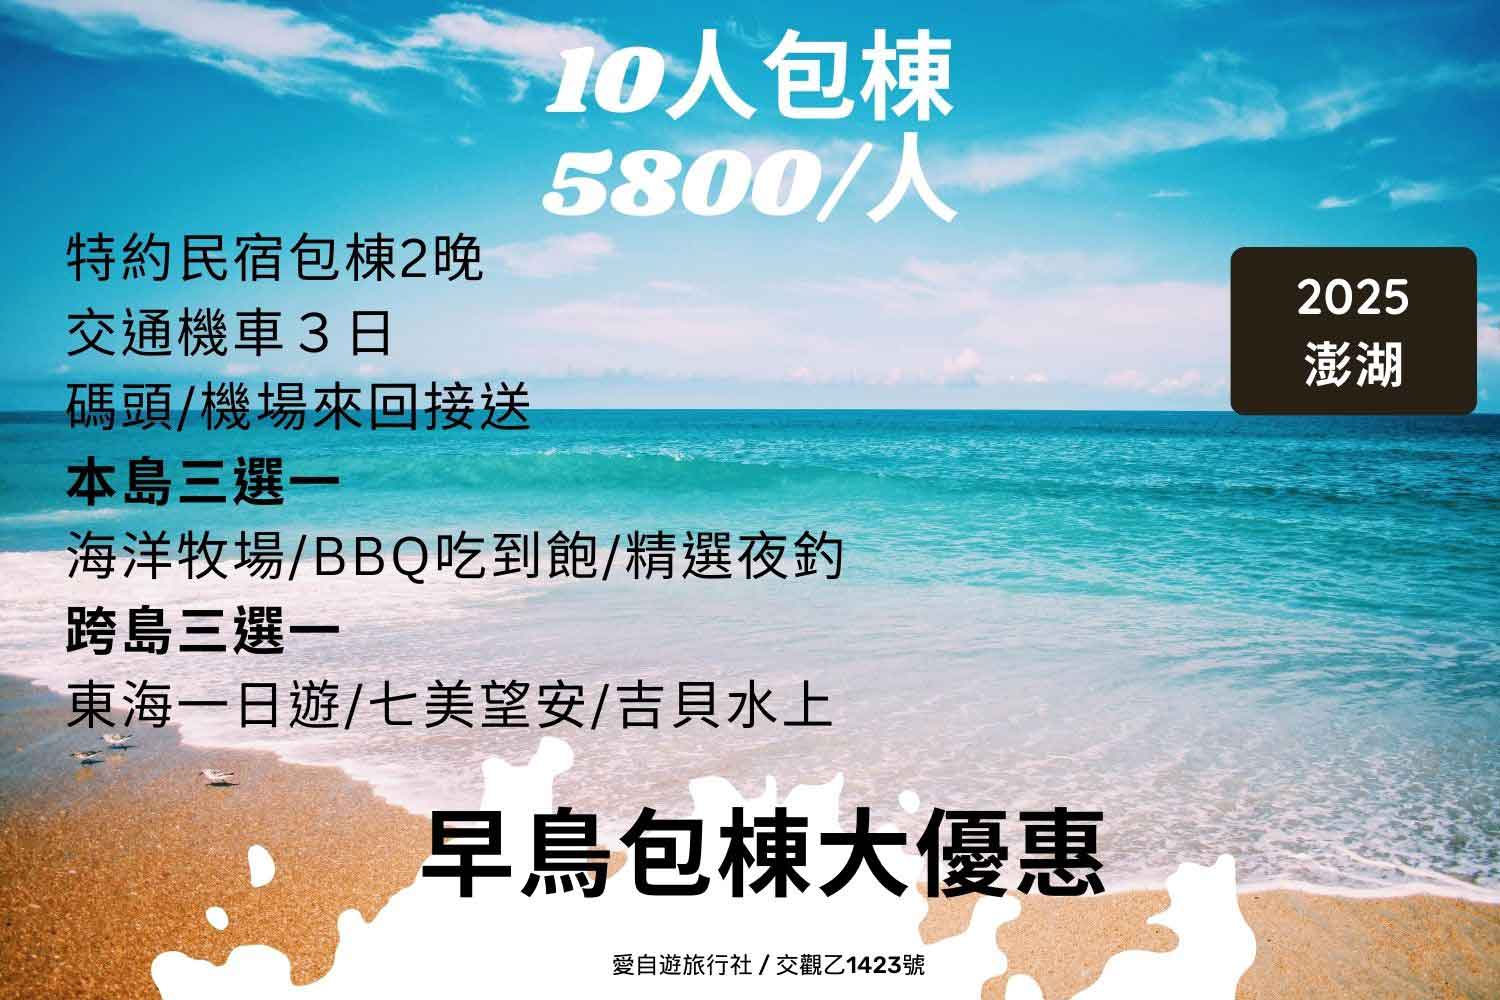 10人包棟
5800/人
特約民宿包棟2晚
交通機車３日
碼頭/機場來回接送
本島三選一
海洋牧場/BBQ吃到飽/精選夜釣
跨島三選一
東海一日遊/七美望安/吉貝水上
2025
澎湖
早鳥包棟大優惠
愛自遊旅行社 / 交觀乙1423號